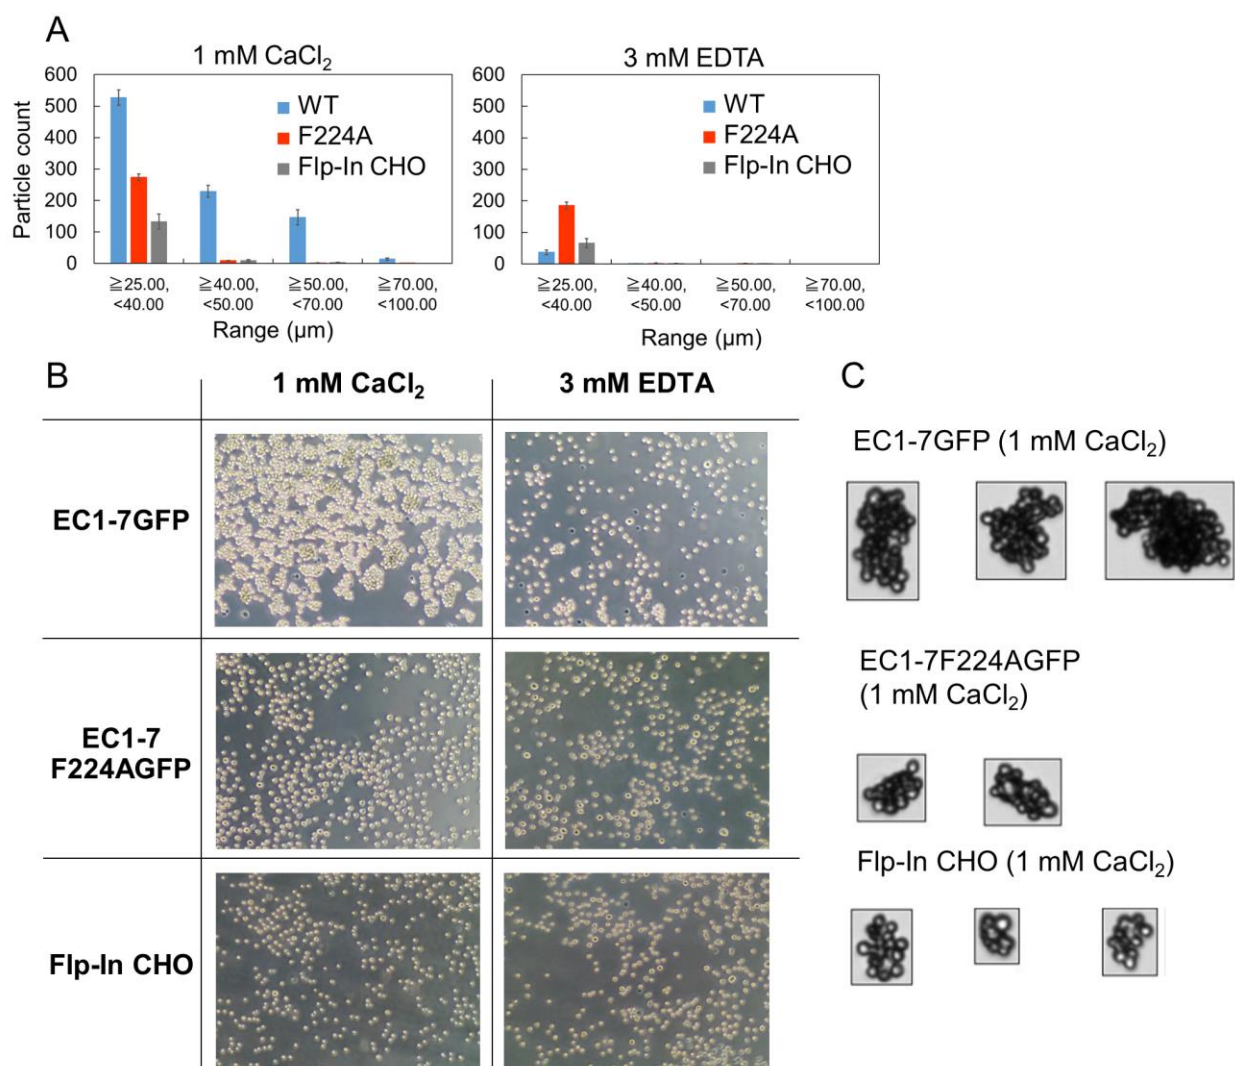 A
1 mM CaCl₂
Particle count
600
500
400
300
200
100
0
WT
F224A
Flp-In CHO
≧25.00, ≧40.00, ≧50.00, ≧70.00,
<40.00 <50.00 <70.00 <100.00
Range (µm)
3 mM EDTA
600
500
400
300
200
100
0
WT
F224A
Flp-In CHO
≧25.00, ≧40.00, ≧50.00, ≧70.00,
<40.00 <50.00 <70.00 <100.00
Range (µm)
B
1 mM CaCl₂ 3 mM EDTA
EC1-7GFP
EC1-7
F224AGFP
Flp-In CHO
C
EC1-7GFP (1 mM CaCl₂)
EC1-7F224AGFP
(1 mM CaCl₂)
Flp-In CHO (1 mM CaCl₂)